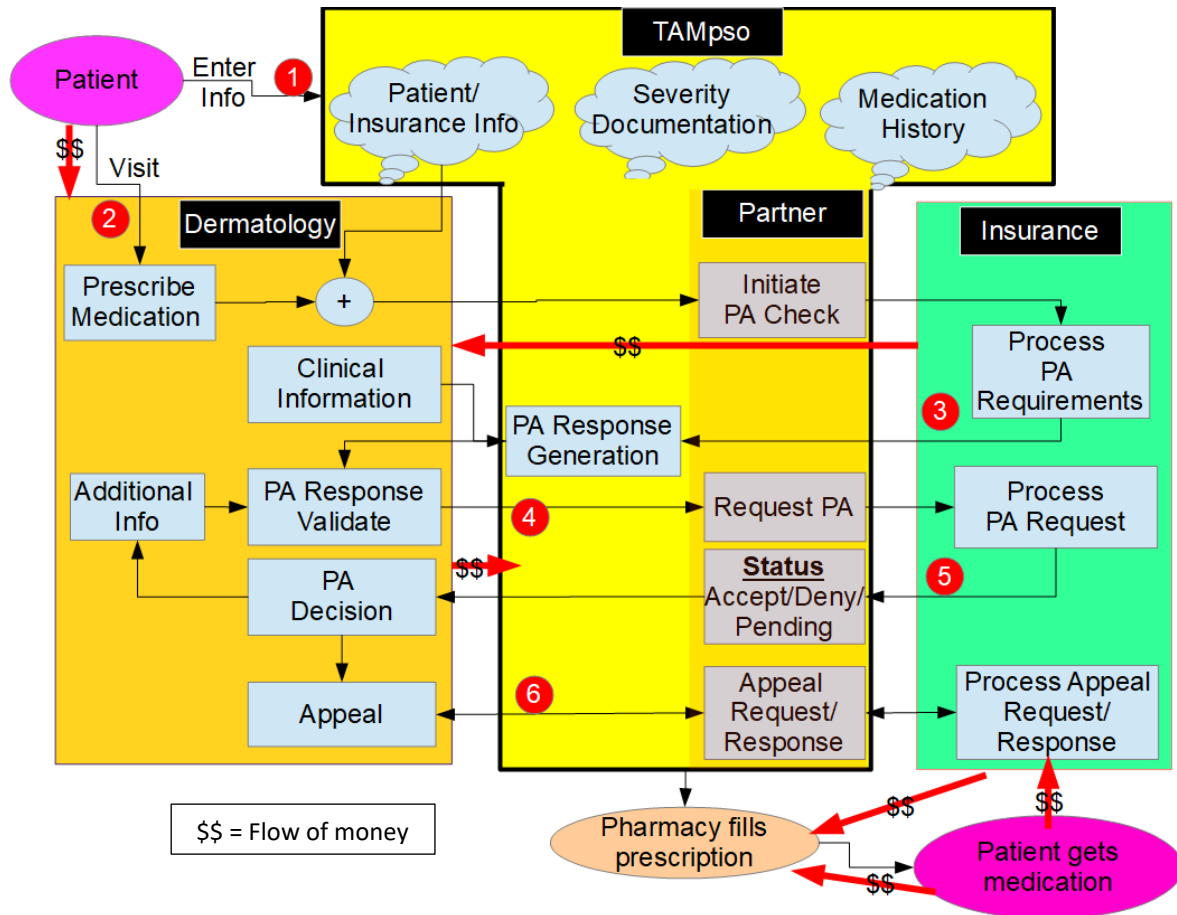 TAMpso
Patient
Enter
Info
1
Patient/
Insurance Info
Severity
Documentation
Medication
History
$$
Visit
2
Dermatology
Partner
Insurance
Prescribe
Medication
+
Initiate
PA Check
$$
Process
PA
Requirements
Clinical
Information
3
PA Response
Generation
Additional
Info
PA Response
Validate
4
Request PA
Process
PA Request
$$
PA
Decision
Status
Accept/Deny/
Pending
5
Appeal
6
Appeal
Request/
Response
Process Appeal
Request/
Response
$$ = Flow of money
Pharmacy fills
prescription
$$
$$
$$
Patient gets
medication